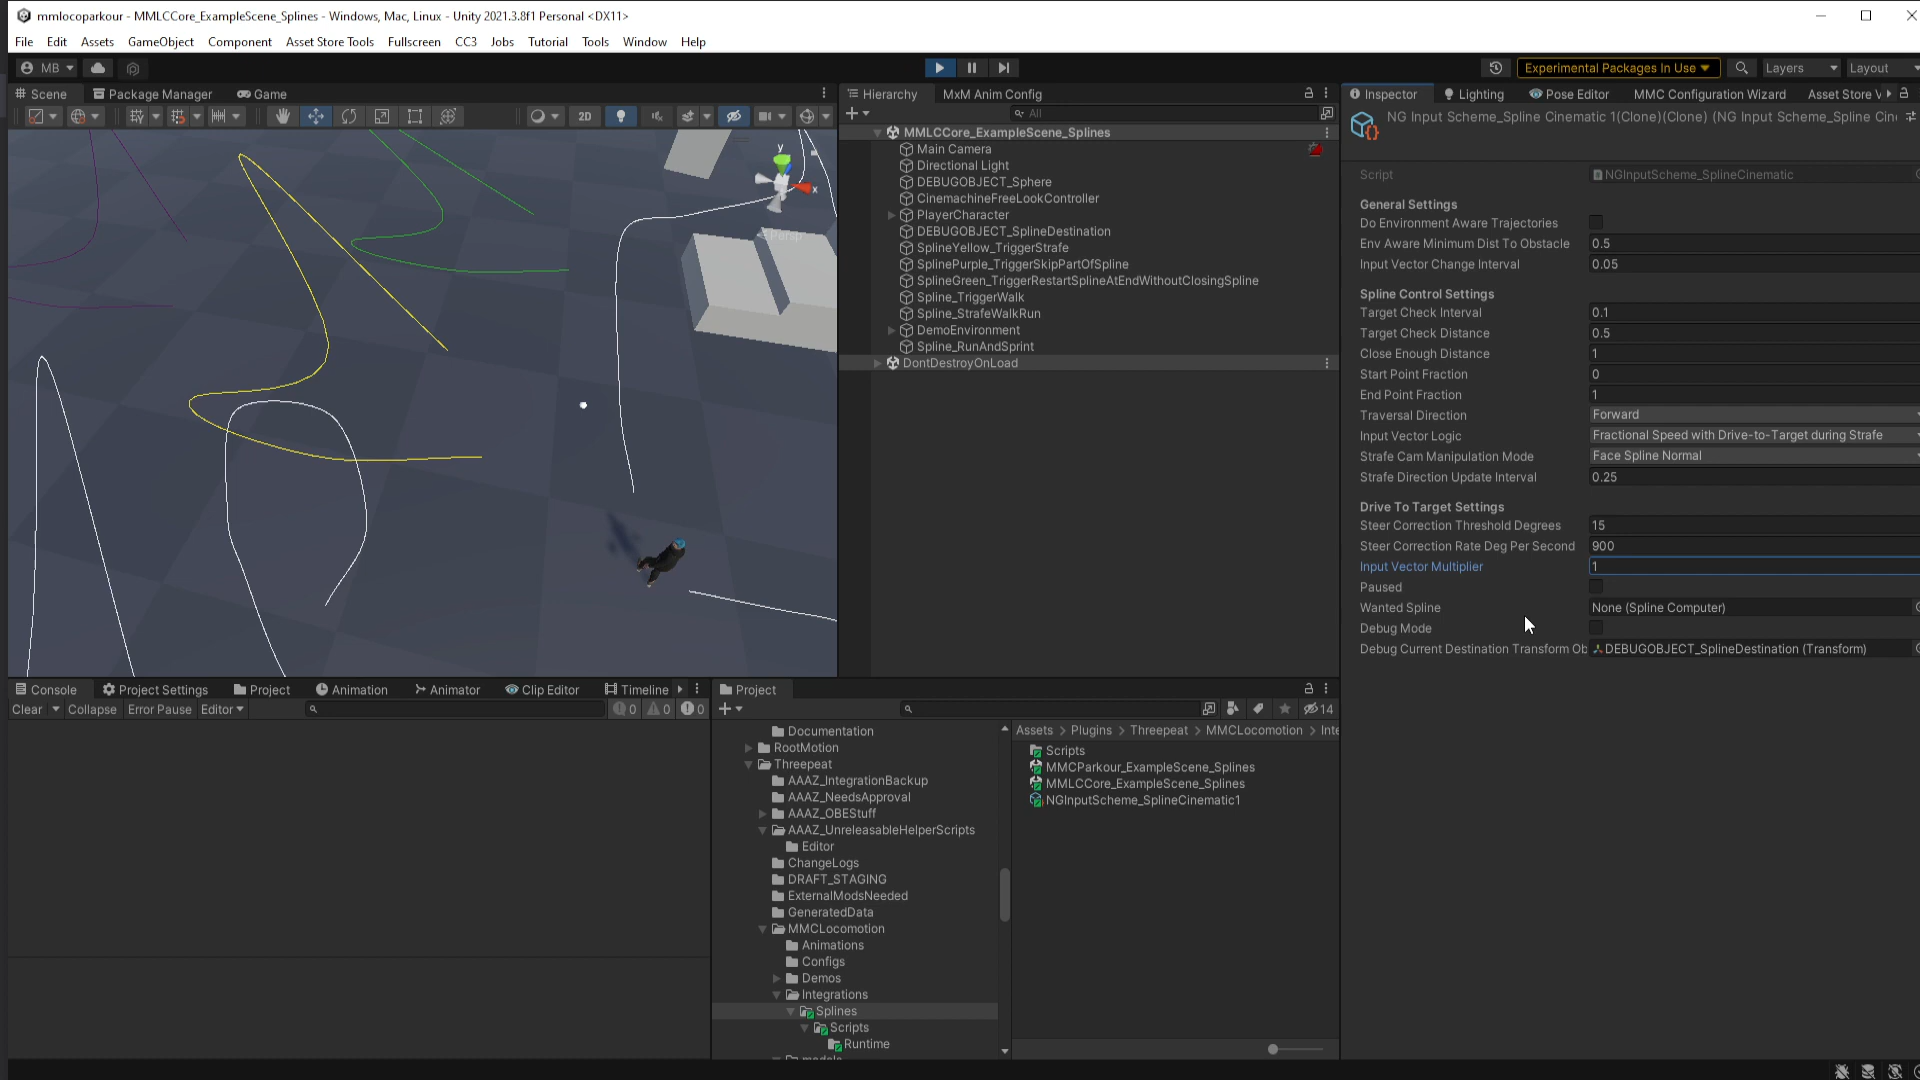 mmlocoparkour - MMLCCore_ExampleScene_Splines - Windows, Mac, Linux - Unity 2021.3.8f1 Personal <DX11>
File Edit Assets GameObject Component Asset Store Tools Fullscreen CC3 Jobs Tutorial Tools Window Help
MB
Experimental Packages In Use
Layers
Layout
Scene
Package Manager
Game
2D
y
x
Persp
Hierarchy
MxM Anim Config
All
MMLCCore_ExampleScene_Splines
Main Camera
Directional Light
DEBUGOBJECT_Sphere
CinemachineFreeLookController
PlayerCharacter
DEBUGOBJECT_SplineDestination
SplineYellow_TriggerStrafe
SplinePurple_TriggerSkipPartOfSpline
SplineGreen_TriggerRestartSplineAtEndWithoutClosingSpline
Spline_TriggerWalk
Spline_StrafeWalkRun
DemoEnvironment
Spline_RunAndSprint
DontDestroyOnLoad
Inspector
Lighting
Pose Editor
MMC Configuration Wizard
Asset Store V
NG Input Scheme_Spline Cinematic 1(Clone)(Clone) (NG Input Scheme_Spline Cin
Script NGInputScheme_SplineCinematic
General Settings
Do Environment Aware Trajectories
Env Aware Minimum Dist To Obstacle 0.5
Input Vector Change Interval 0.05
Spline Control Settings
Target Check Interval 0.1
Target Check Distance 0.5
Close Enough Distance 1
Start Point Fraction 0
End Point Fraction 1
Traversal Direction Forward
Input Vector Logic Fractional Speed with Drive-to-Target during Strafe
Strafe Cam Manipulation Mode Face Spline Normal
Strafe Direction Update Interval 0.25
Drive To Target Settings
Steer Correction Threshold Degrees 15
Steer Correction Rate Deg Per Second 900
Input Vector Multiplier 1
Paused
Wanted Spline None (Spline Computer)
Debug Mode
Debug Current Destination Transform Ob DEBUGOBJECT_SplineDestination (Transform)
Console
Project Settings
Project
Animation
Animator
Clip Editor
Timeline
Clear Collapse Error Pause Editor
0 0 0
Project
14
Documentation
RootMotion
Threepeat
AAAZ_IntegrationBackup
AAAZ_NeedsApproval
AAAZ_OBEStuff
AAAZ_UnreleasableHelperScripts
Editor
ChangeLogs
DRAFT_STAGING
ExternalModsNeeded
GeneratedData
MMCLocomotion
Animations
Configs
Demos
Integrations
Splines
Scripts
Runtime
models
Assets > Plugins > Threepeat > MMCLocomotion > Inte
Scripts
MMCParkour_ExampleScene_Splines
MMLCCore_ExampleScene_Splines
NGInputScheme_SplineCinematic1